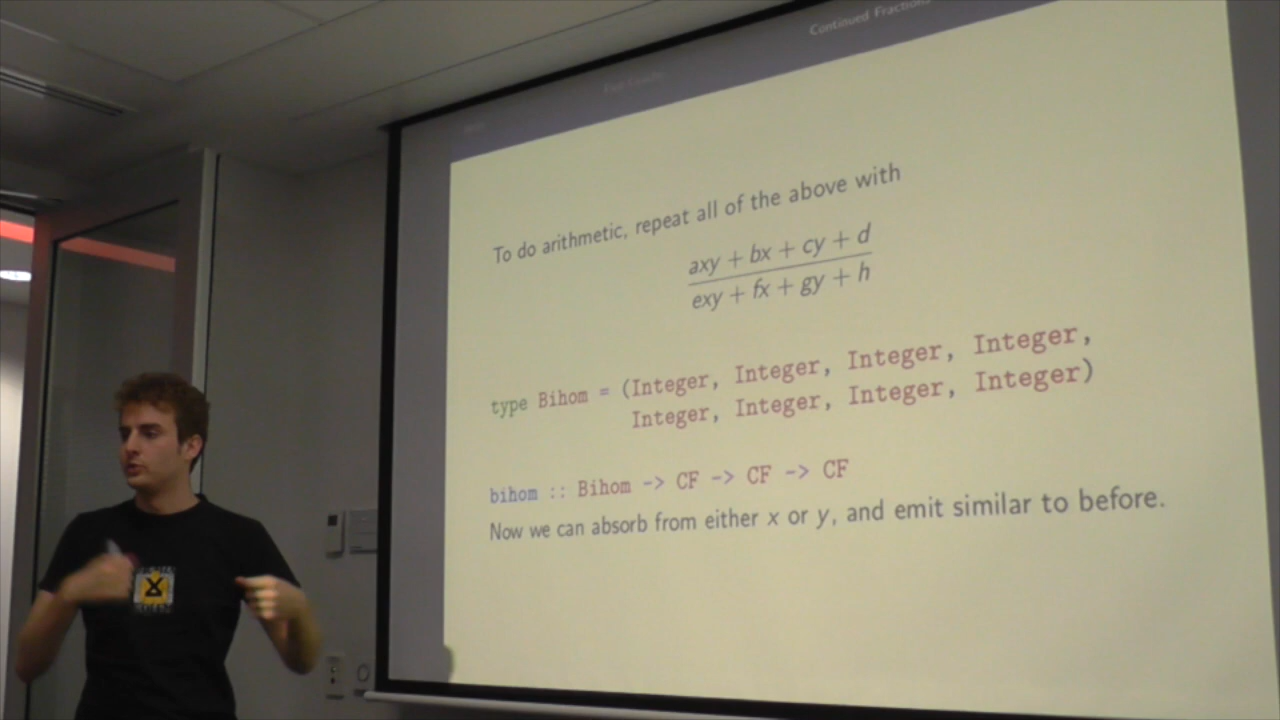 Continued Fractions
To do arithmetic, repeat all of the above with
axy + bx + cy + d
exy + fx + gy + h
type Bihom = (Integer, Integer, Integer, Integer,
Integer, Integer, Integer, Integer)
bihom :: Bihom -> CF -> CF -> CF
Now we can absorb from either x or y, and emit similar to before.